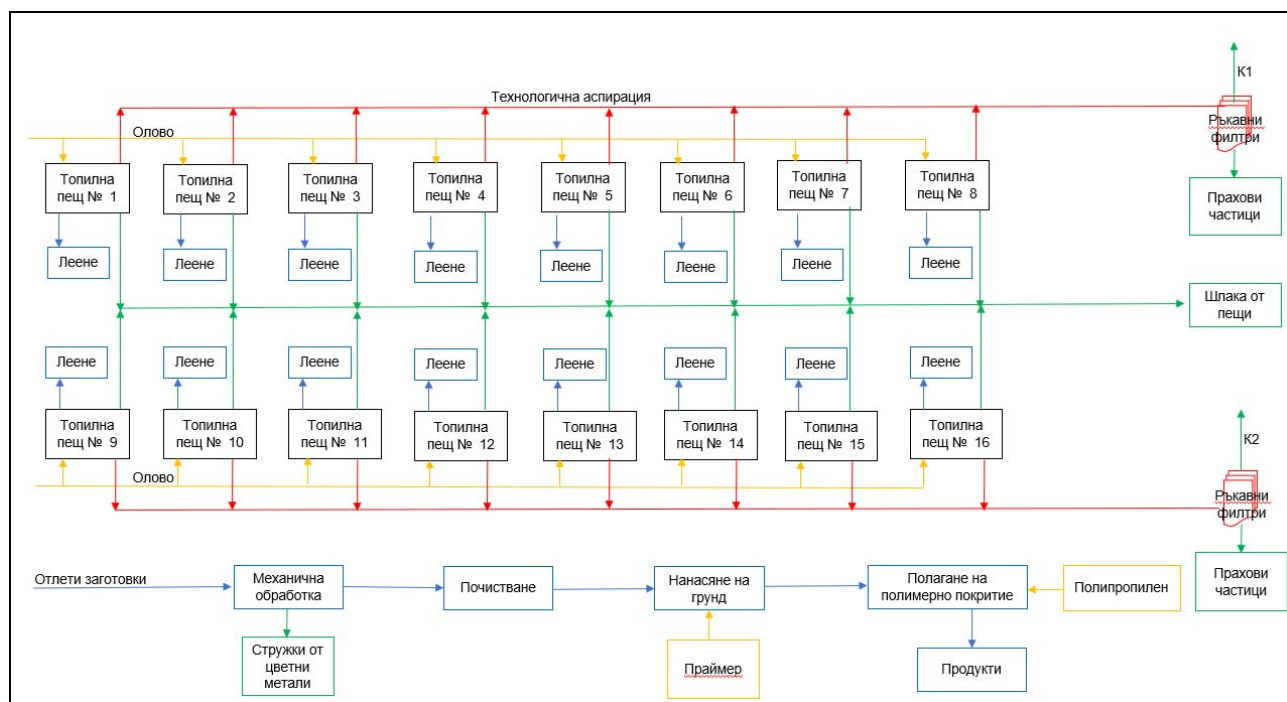 К1
Технологична аспирация
Ръкавни
филтри
Олово
Топилна
пещ № 1
Топилна
пещ № 2
Топилна
пещ № 3
Топилна
пещ № 4
Топилна
пещ № 5
Топилна
пещ № 6
Топилна
пещ № 7
Топилна
пещ № 8
Прахови
частици
Леене
Леене
Леене
Леене
Леене
Леене
Леене
Леене
Шлака от
пещи
Леене
Леене
Леене
Леене
Леене
Леене
Леене
Леене
Топилна
пещ № 9
Топилна
пещ № 10
Топилна
пещ № 11
Топилна
пещ № 12
Топилна
пещ № 13
Топилна
пещ № 14
Топилна
пещ № 15
Топилна
пещ № 16
К2
Олово
Ръкавни
филтри
Отлети заготовки
Механична
обработка
Почистване
Нанасяне на
грунд
Полагане на
полимерно покритие
Полипропилен
Прахови
частици
Стружки от
цветни
метали
Праймер
Продукти